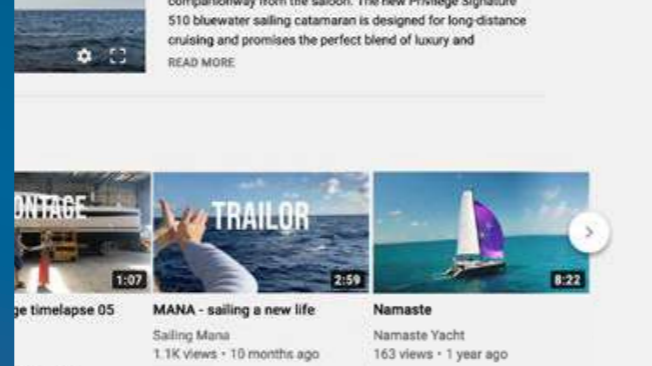 companionway from the saloon. The new Privilege Signature
510 bluewater sailing catamaran is designed for long-distance
cruising and promises the perfect blend of luxury and
READ MORE
ONTAGE
1:07
TRAILOR
2:59
8:22
ge timelapse 05
MANA - sailing a new life
Sailing Mana
1.1K views • 10 months ago
Namaste
Namaste Yacht
163 views • 1 year ago